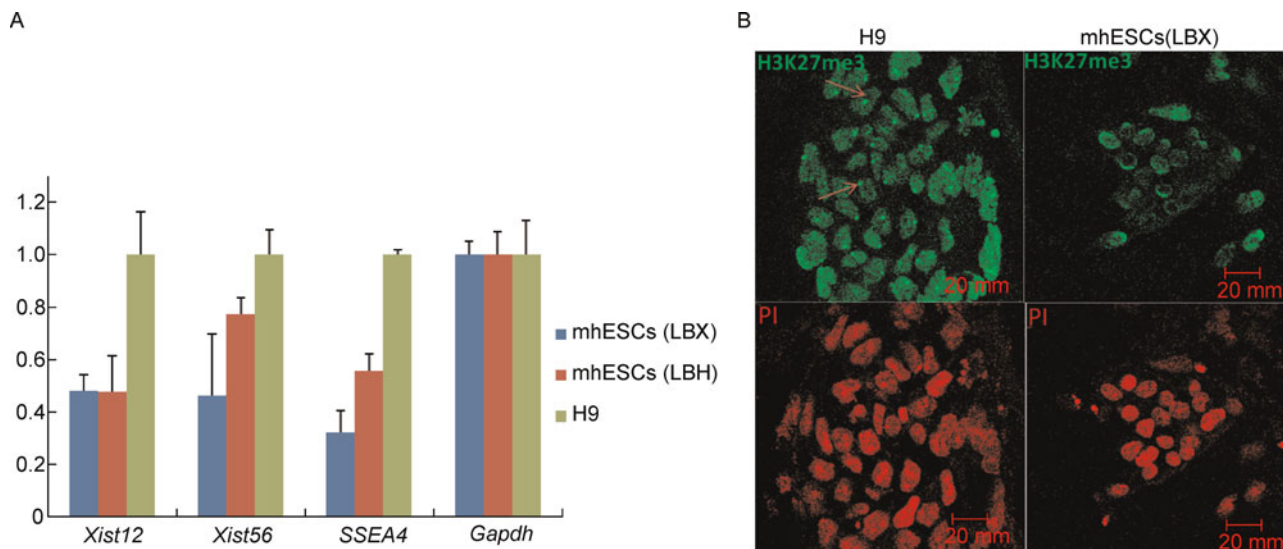 A
1.2
1.0
0.8
0.6
0.4
0.2
0
Xist12 Xist56 SSEA4 Gapdh
mhESCs (LBX)
mhESCs (LBH)
H9
B
H9 mhESCs(LBX)
H3K27me3 H3K27me3
20 mm 20 mm
PI PI
20 mm 20 mm